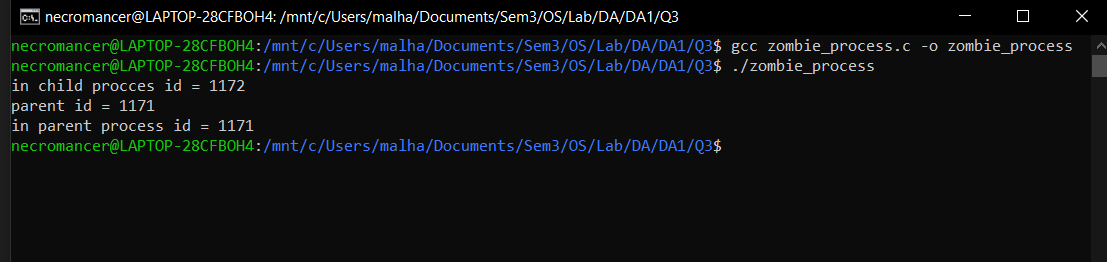 necromancer@LAPTOP-28CFBOH4: /mnt/c/Users/malha/Documents/Sem3/OS/Lab/DA/DA1/Q3
necromancer@LAPTOP-28CFBOH4:/mnt/c/Users/malha/Documents/Sem3/OS/Lab/DA/DA1/Q3$ gcc zombie_process.c -o zombie_process
necromancer@LAPTOP-28CFBOH4:/mnt/c/Users/malha/Documents/Sem3/OS/Lab/DA/DA1/Q3$ ./zombie_process
in child procces id = 1172
parent id = 1171
in parent process id = 1171
necromancer@LAPTOP-28CFBOH4:/mnt/c/Users/malha/Documents/Sem3/OS/Lab/DA/DA1/Q3$